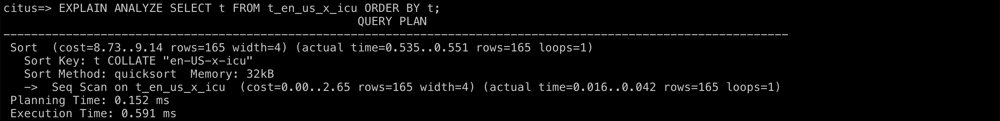 citus=> EXPLAIN ANALYZE SELECT t FROM t_en_us_x_icu ORDER BY t;
QUERY PLAN
------------------------------------------------------------------------------------------------------------------
Sort  (cost=8.73..9.14 rows=165 width=4) (actual time=0.535..0.551 rows=165 loops=1)
  Sort Key: t COLLATE "en-US-x-icu"
  Sort Method: quicksort  Memory: 32kB
  ->  Seq Scan on t_en_us_x_icu  (cost=0.00..2.65 rows=165 width=4) (actual time=0.016..0.042 rows=165 loops=1)
Planning Time: 0.152 ms
Execution Time: 0.591 ms